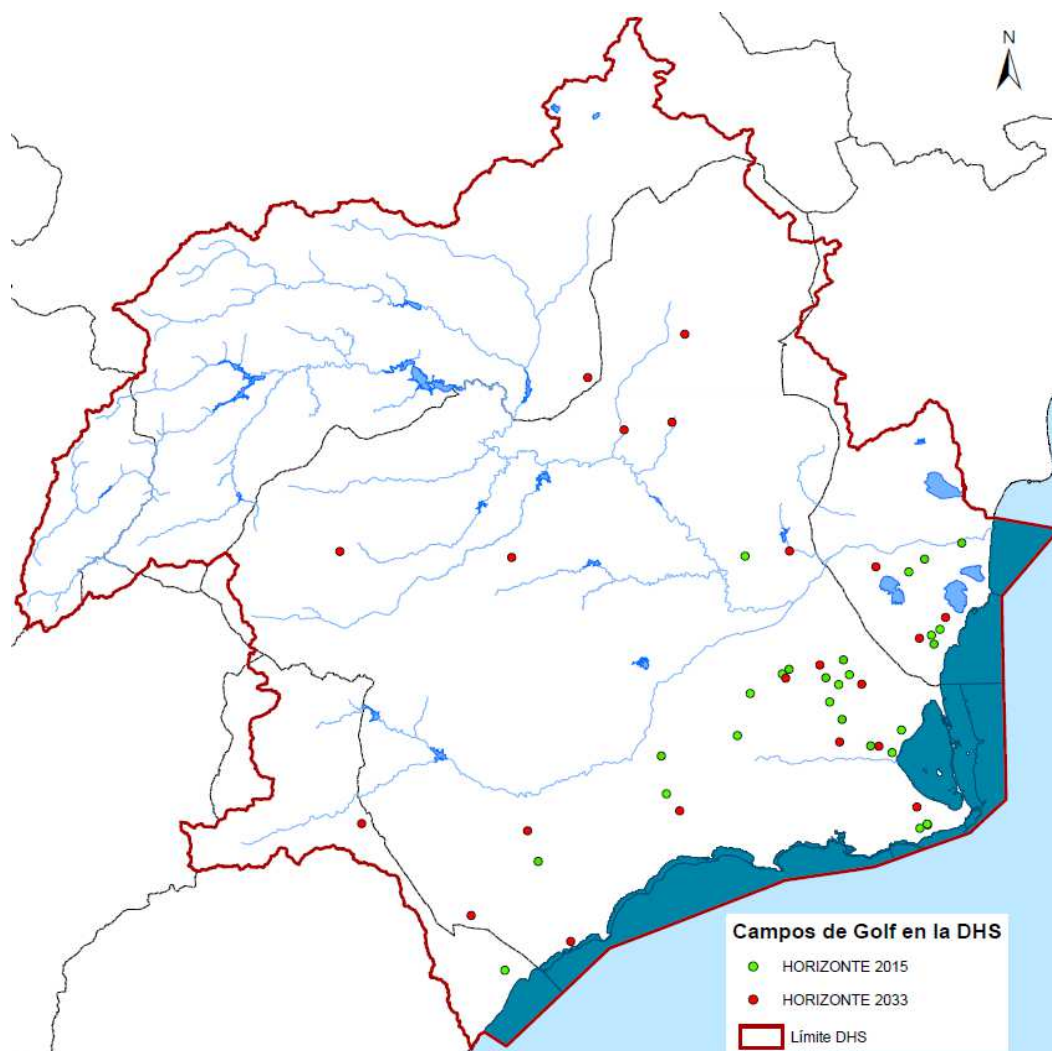 N
Campos de Golf en la DHS
HORIZONTE 2015
HORIZONTE 2033
Límite DHS